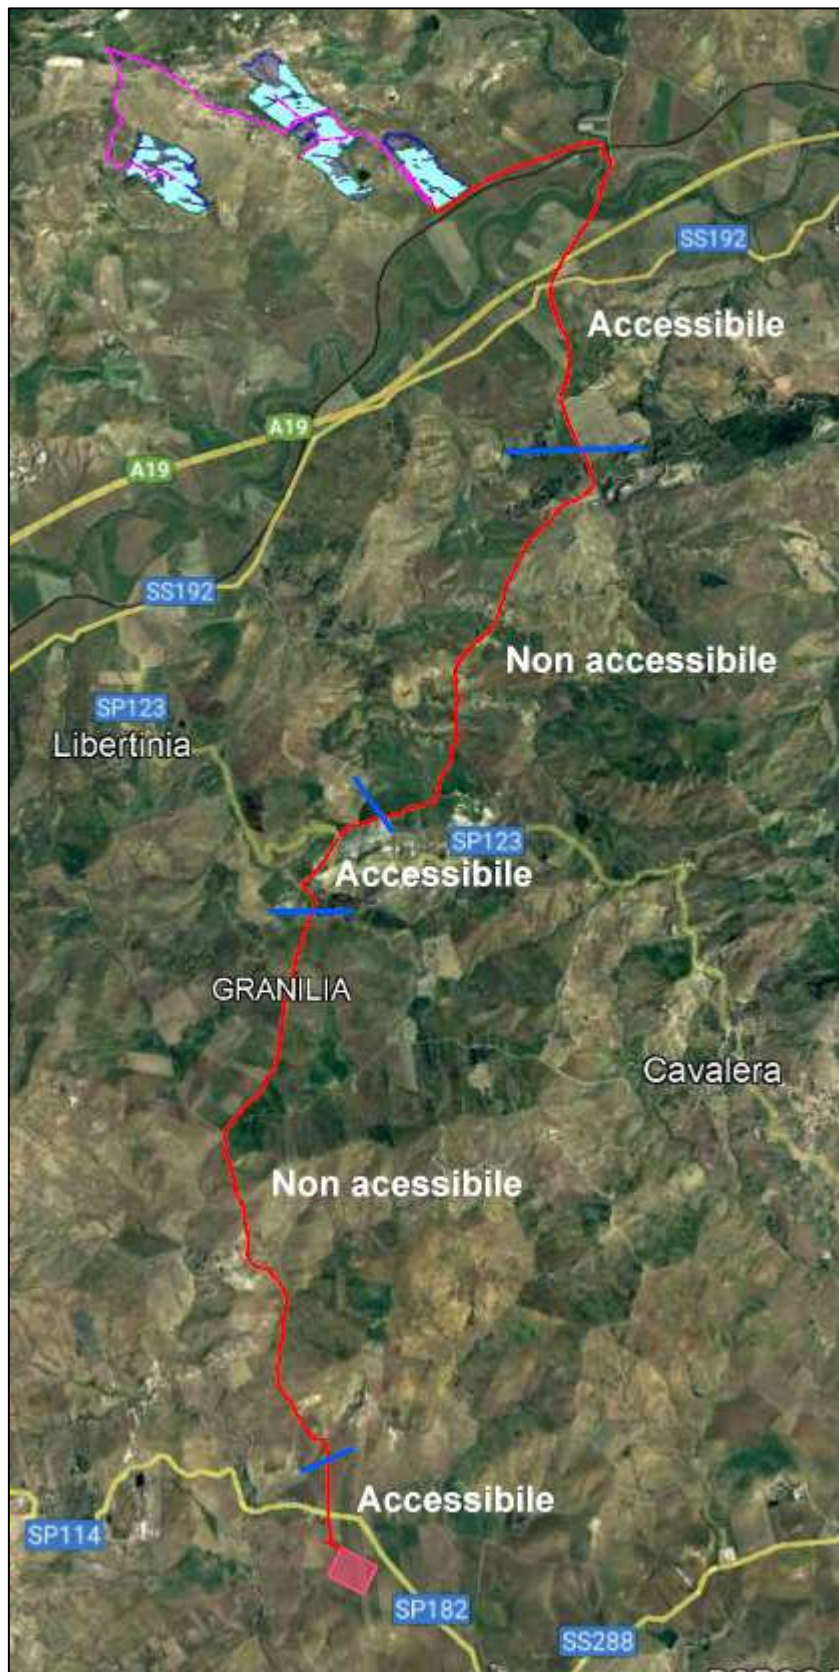 SS192
Accessibile
A19
A19
SS192
Non accessibile
SP123
Libertinia
SP123
Accessibile
GRANILIA
Cavalera
Non acessibile
Accessibile
SP114
SP182
SS288